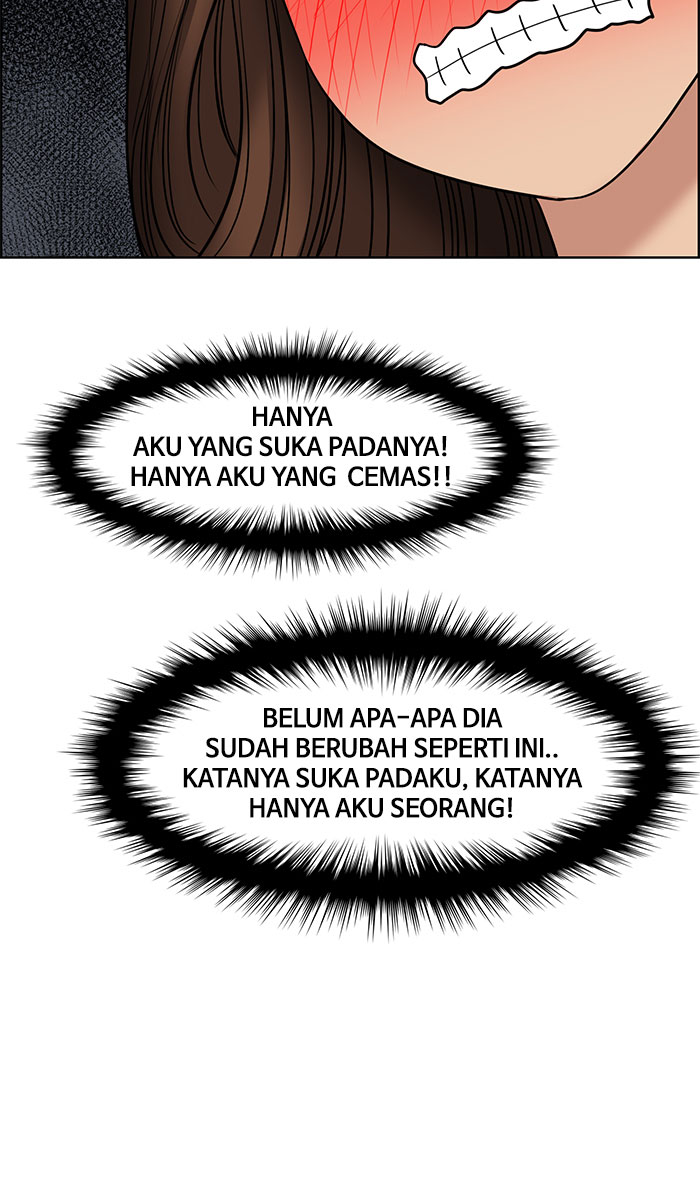 HANYA
AKU YANG SUKA PADANYA!
HANYA AKU YANG CEMAS!!
BELUM APA-APA DIA
SUDAH BERUBAH SEPERTI INI..
KATANYA SUKA PADAKU, KATANYA
HANYA AKU SEORANG!